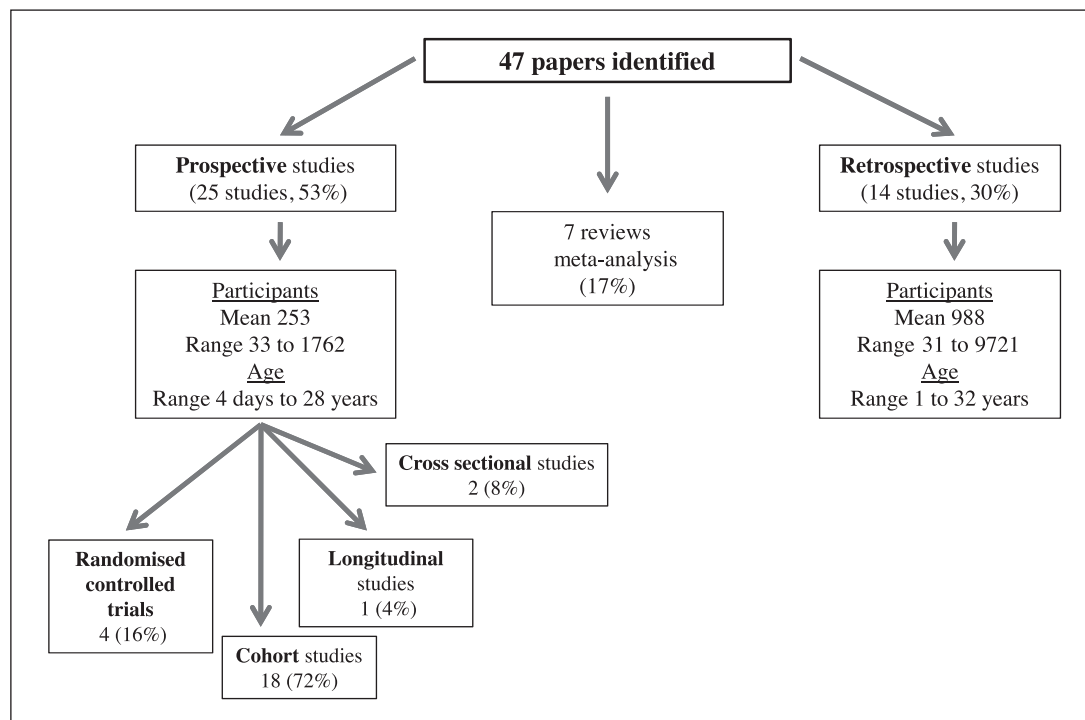 47 papers identified
Prospective studies
(25 studies, 53%)
7 reviews
meta-analysis
(17%)
Retrospective studies
(14 studies, 30%)
Participants
Mean 253
Range 33 to 1762
Age
Range 4 days to 28 years
Participants
Mean 988
Range 31 to 9721
Age
Range 1 to 32 years
Cross sectional studies
2 (8%)
Randomised
controlled
trials
4 (16%)
Longitudinal
studies
1 (4%)
Cohort studies
18 (72%)